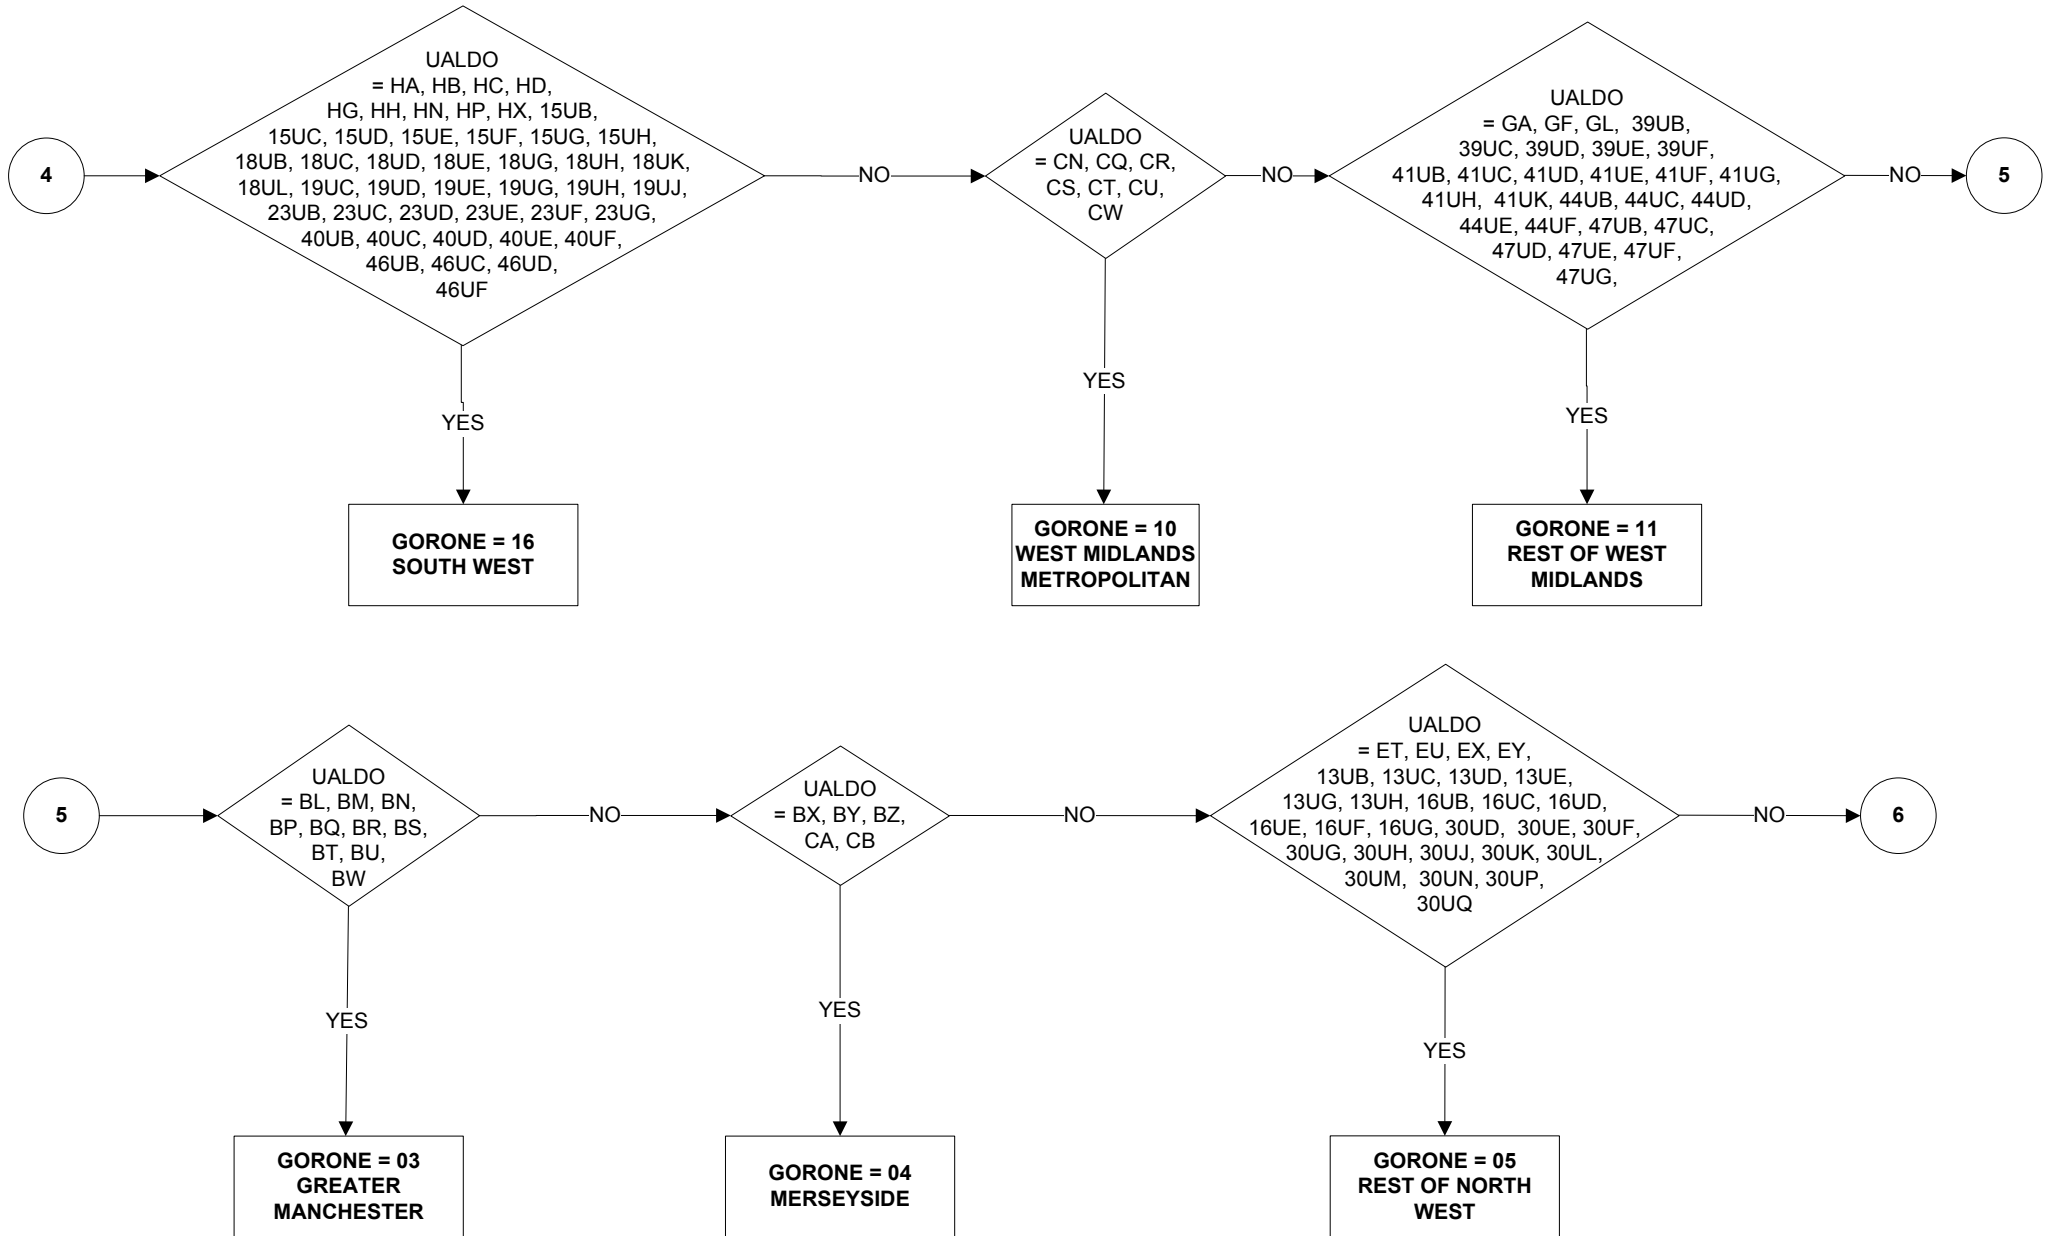 4
UALDO
= HA, HB, HC, HD,
HG, HH, HN, HP, HX, 15UB,
15UC, 15UD, 15UE, 15UF, 15UG, 15UH,
18UB, 18UC, 18UD, 18UE, 18UG, 18UH, 18UK,
18UL, 19UC, 19UD, 19UE, 19UG, 19UH, 19UJ,
23UB, 23UC, 23UD, 23UE, 23UF, 23UG,
40UB, 40UC, 40UD, 40UE, 40UF,
46UB, 46UC, 46UD,
46UF
NO
UALDO
= CN, CQ, CR,
CS, CT, CU,
CW
NO
UALDO
= GA, GF, GL,  39UB,
39UC, 39UD, 39UE, 39UF,
41UB, 41UC, 41UD, 41UE, 41UF, 41UG,
41UH,  41UK, 44UB, 44UC, 44UD,
44UE, 44UF, 47UB, 47UC,
47UD, 47UE, 47UF,
47UG,
NO
5
YES
YES
YES
GORONE = 16
SOUTH WEST
GORONE = 10
WEST MIDLANDS
METROPOLITAN
GORONE = 11
REST OF WEST
MIDLANDS
5
UALDO
= BL, BM, BN,
BP, BQ, BR, BS,
BT, BU,
BW
NO
UALDO
= BX, BY, BZ,
CA, CB
NO
UALDO
= ET, EU, EX, EY,
13UB, 13UC, 13UD, 13UE,
13UG, 13UH, 16UB, 16UC, 16UD,
16UE, 16UF, 16UG, 30UD,  30UE, 30UF,
30UG, 30UH, 30UJ, 30UK, 30UL,
30UM,  30UN, 30UP,
30UQ
NO
6
YES
YES
YES
GORONE = 03
GREATER
MANCHESTER
GORONE = 04
MERSEYSIDE
GORONE = 05
REST OF NORTH
WEST